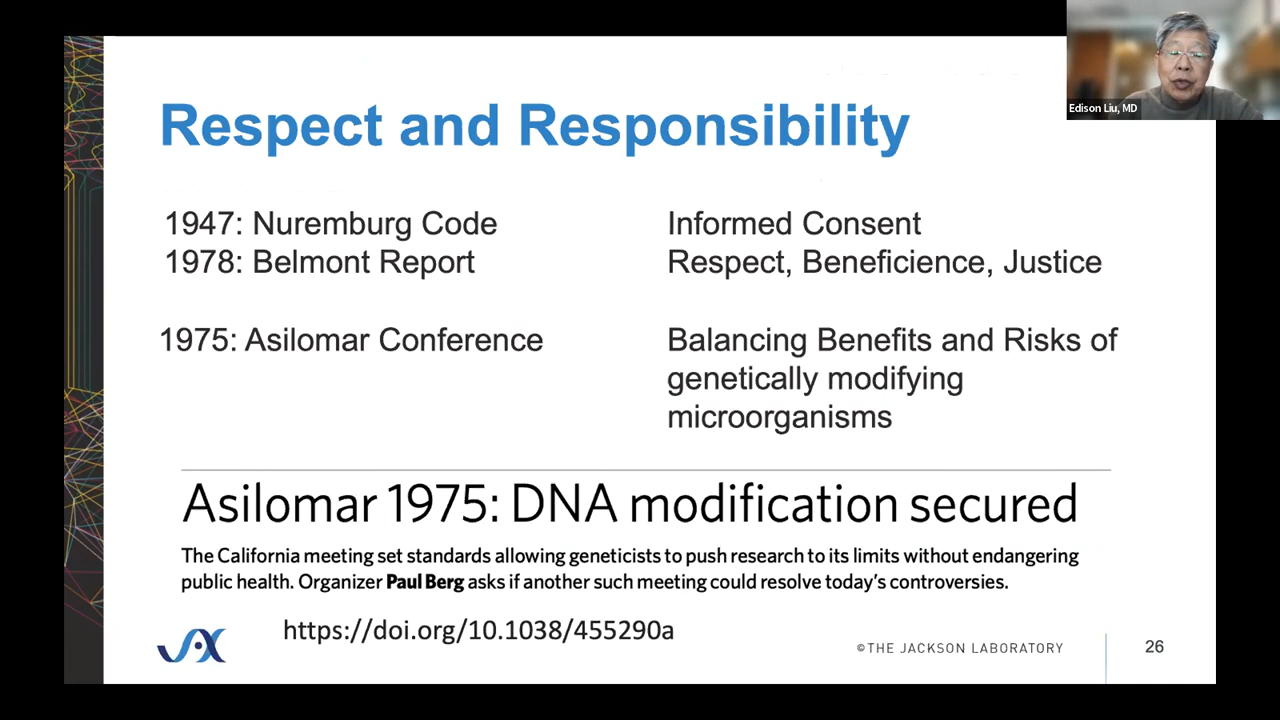 Edison Liu, MD
Respect and Responsibility
1947: Nuremburg Code
Informed Consent
1978: Belmont Report
Respect, Beneficience, Justice
1975: Asilomar Conference
Balancing Benefits and Risks of
genetically modifying
microorganisms
Asilomar 1975: DNA modification secured
The California meeting set standards allowing geneticists to push research to its limits without endangering
public health. Organizer Paul Berg asks if another such meeting could resolve today's controversies.
https://doi.org/10.1038/455290a
JAX
©THE JACKSON LABORATORY
26